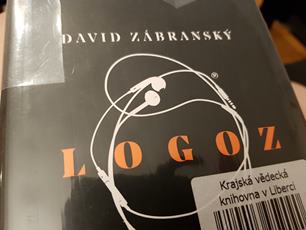 DAVID ZÁBRANSKÝ
®
LOGOZ
Krajská vědecká
knihovna v Liberci